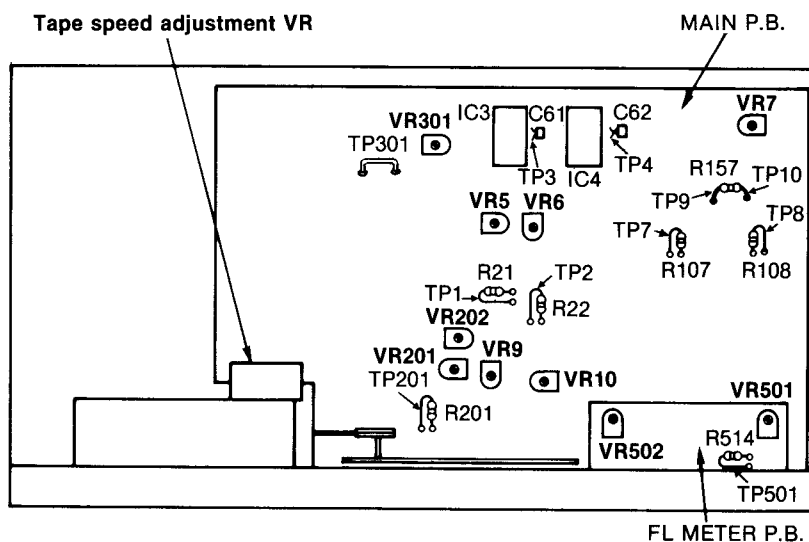 Tape speed adjustment VR
MAIN P.B.
VR7
VR301
IC3
C61
C62
TP301
TP3
IC4
TP4
R157
TP10
TP9
VR5
VR6
TP7
TP8
R107
R108
R21
TP2
TP1
R22
VR202
VR201
VR9
TP201
VR10
R201
VR501
R514
VR502
TP501
FL METER P.B.